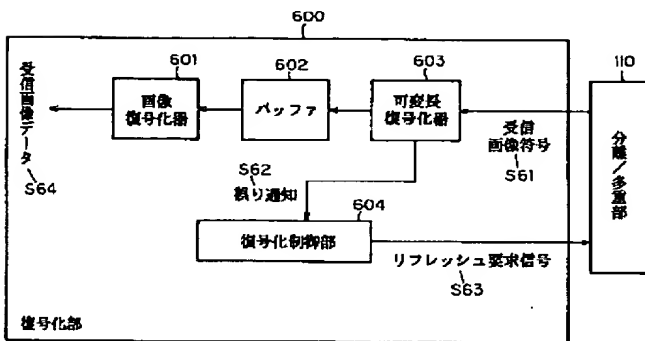 600
601
602
603
110
画像
復号化器
バッファ
可変長
復号化器
受信画像データ
S64
受信
画像符号
S61
分離/多重部
S62
誤り通知
604
復号化制御部
リフレッシュ要求信号
S63
復号化部